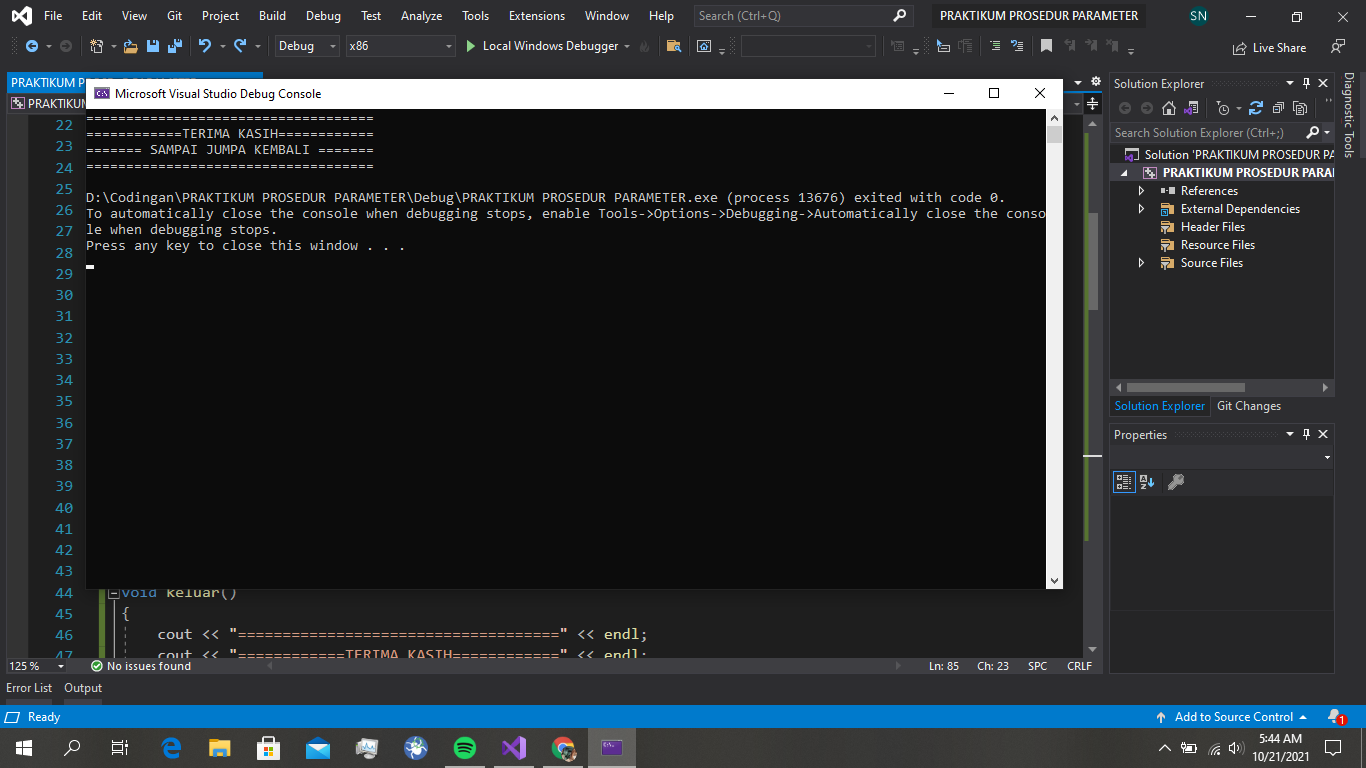 File Edit View Git Project Build Debug Test Analyze Tools Extensions Window Help Search (Ctrl+Q) PRAKTIKUM PROSEDUR PARAMETER SN
Debug x86 Local Windows Debugger Live Share
PRAKTIKUM P
PRAKTIKUM
Microsoft Visual Studio Debug Console
====================================
============TERIMA KASIH============
======= SAMPAI JUMPA KEMBALI =======
====================================
D:\Codingan\PRAKTIKUM PROSEDUR PARAMETER\Debug\PRAKTIKUM PROSEDUR PARAMETER.exe (process 13676) exited with code 0.
To automatically close the console when debugging stops, enable Tools->Options->Debugging->Automatically close the conso
le when debugging stops.
Press any key to close this window . . .
22
23
24
25
26
27
28
29
30
31
32
33
34
35
36
37
38
39
40
41
42
43
44 void keluar()
45 {
46 cout << "====================================" << endl;
47 cout << "============TERIMA KASIH============" << endl;
125 % No issues found Ln: 85 Ch: 23 SPC CRLF
Solution Explorer
Search Solution Explorer (Ctrl+;)
Solution 'PRAKTIKUM PROSEDUR PA
PRAKTIKUM PROSEDUR PARA
References
External Dependencies
Header Files
Resource Files
Source Files
Solution Explorer Git Changes
Properties
Diagnostic Tools
Error List Output
Ready Add to Source Control 1
5:44 AM
10/21/2021